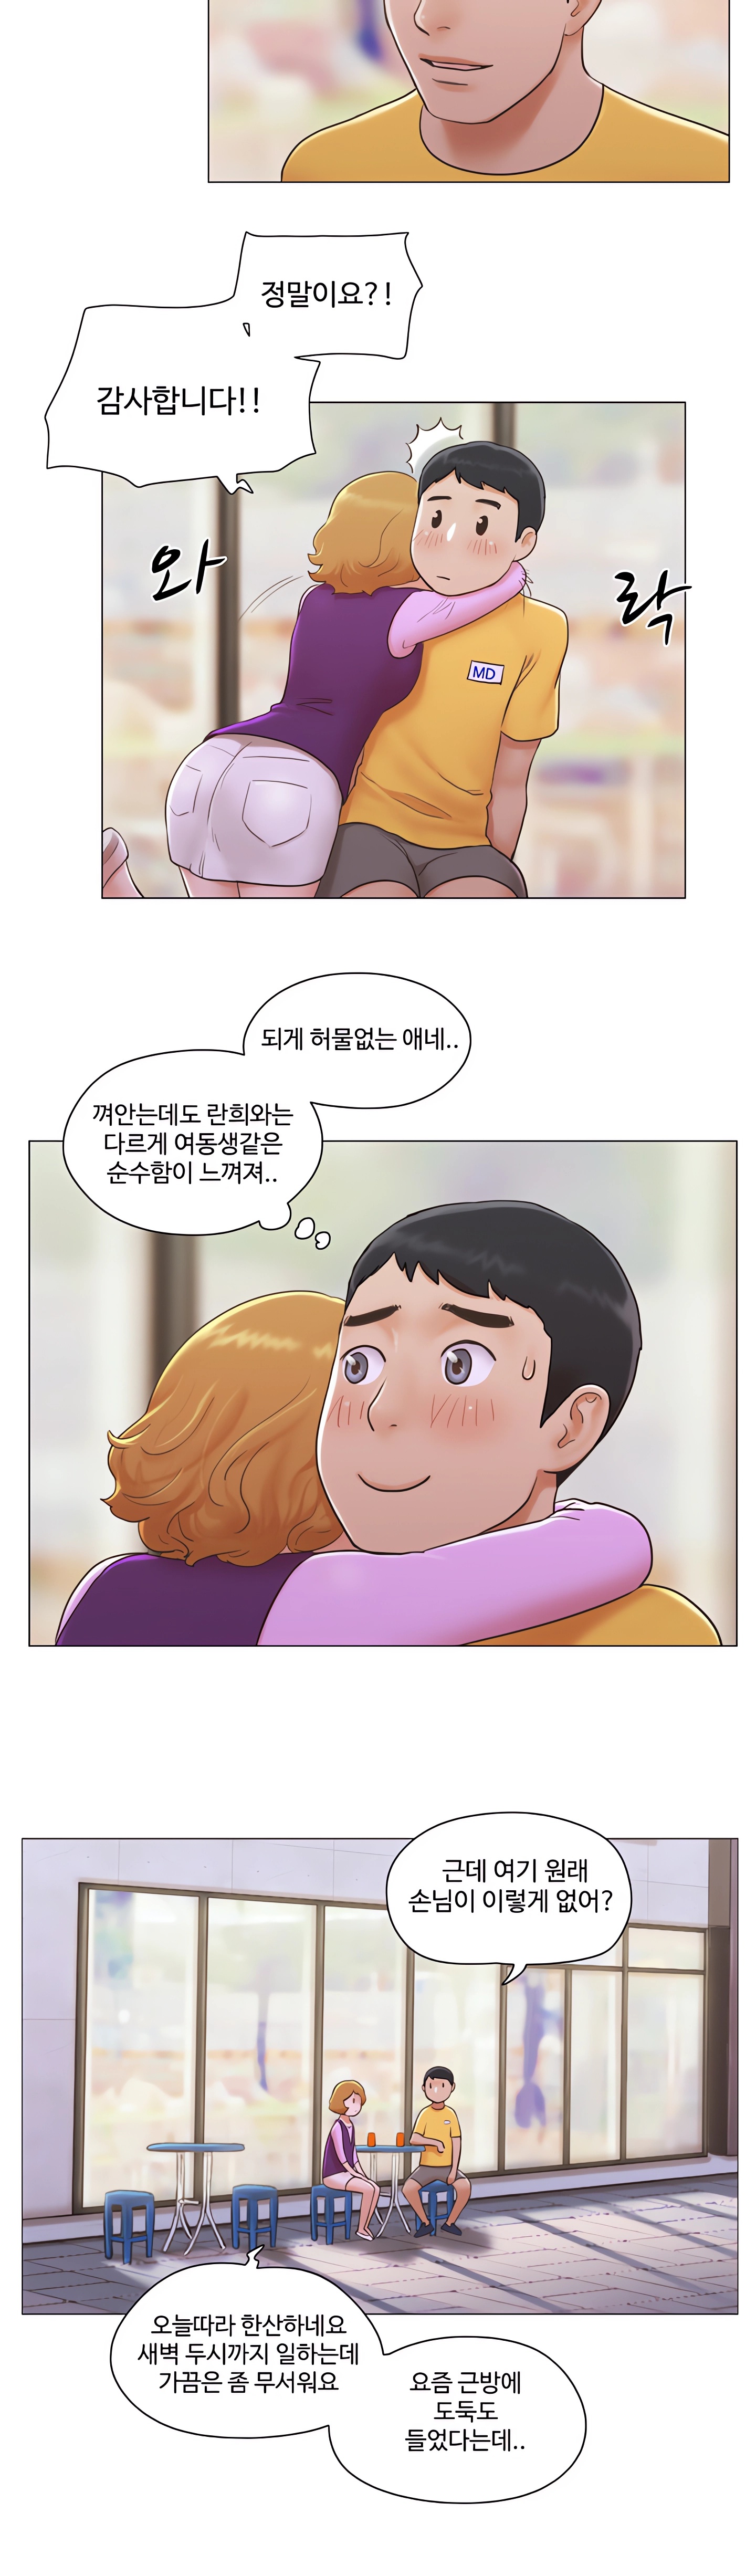 정말이요?!
감사합니다!!
와
락
MD
되게 허물없는 애네..
껴안는데도 란희와는
다르게 여동생같은
순수함이 느껴져..
근데 여기 원래
손님이 이렇게 없어?
오늘따라 한산하네요
새벽 두시까지 일하는데
가끔은 좀 무서워요
요즘 근방에
도둑도
들었다는데..